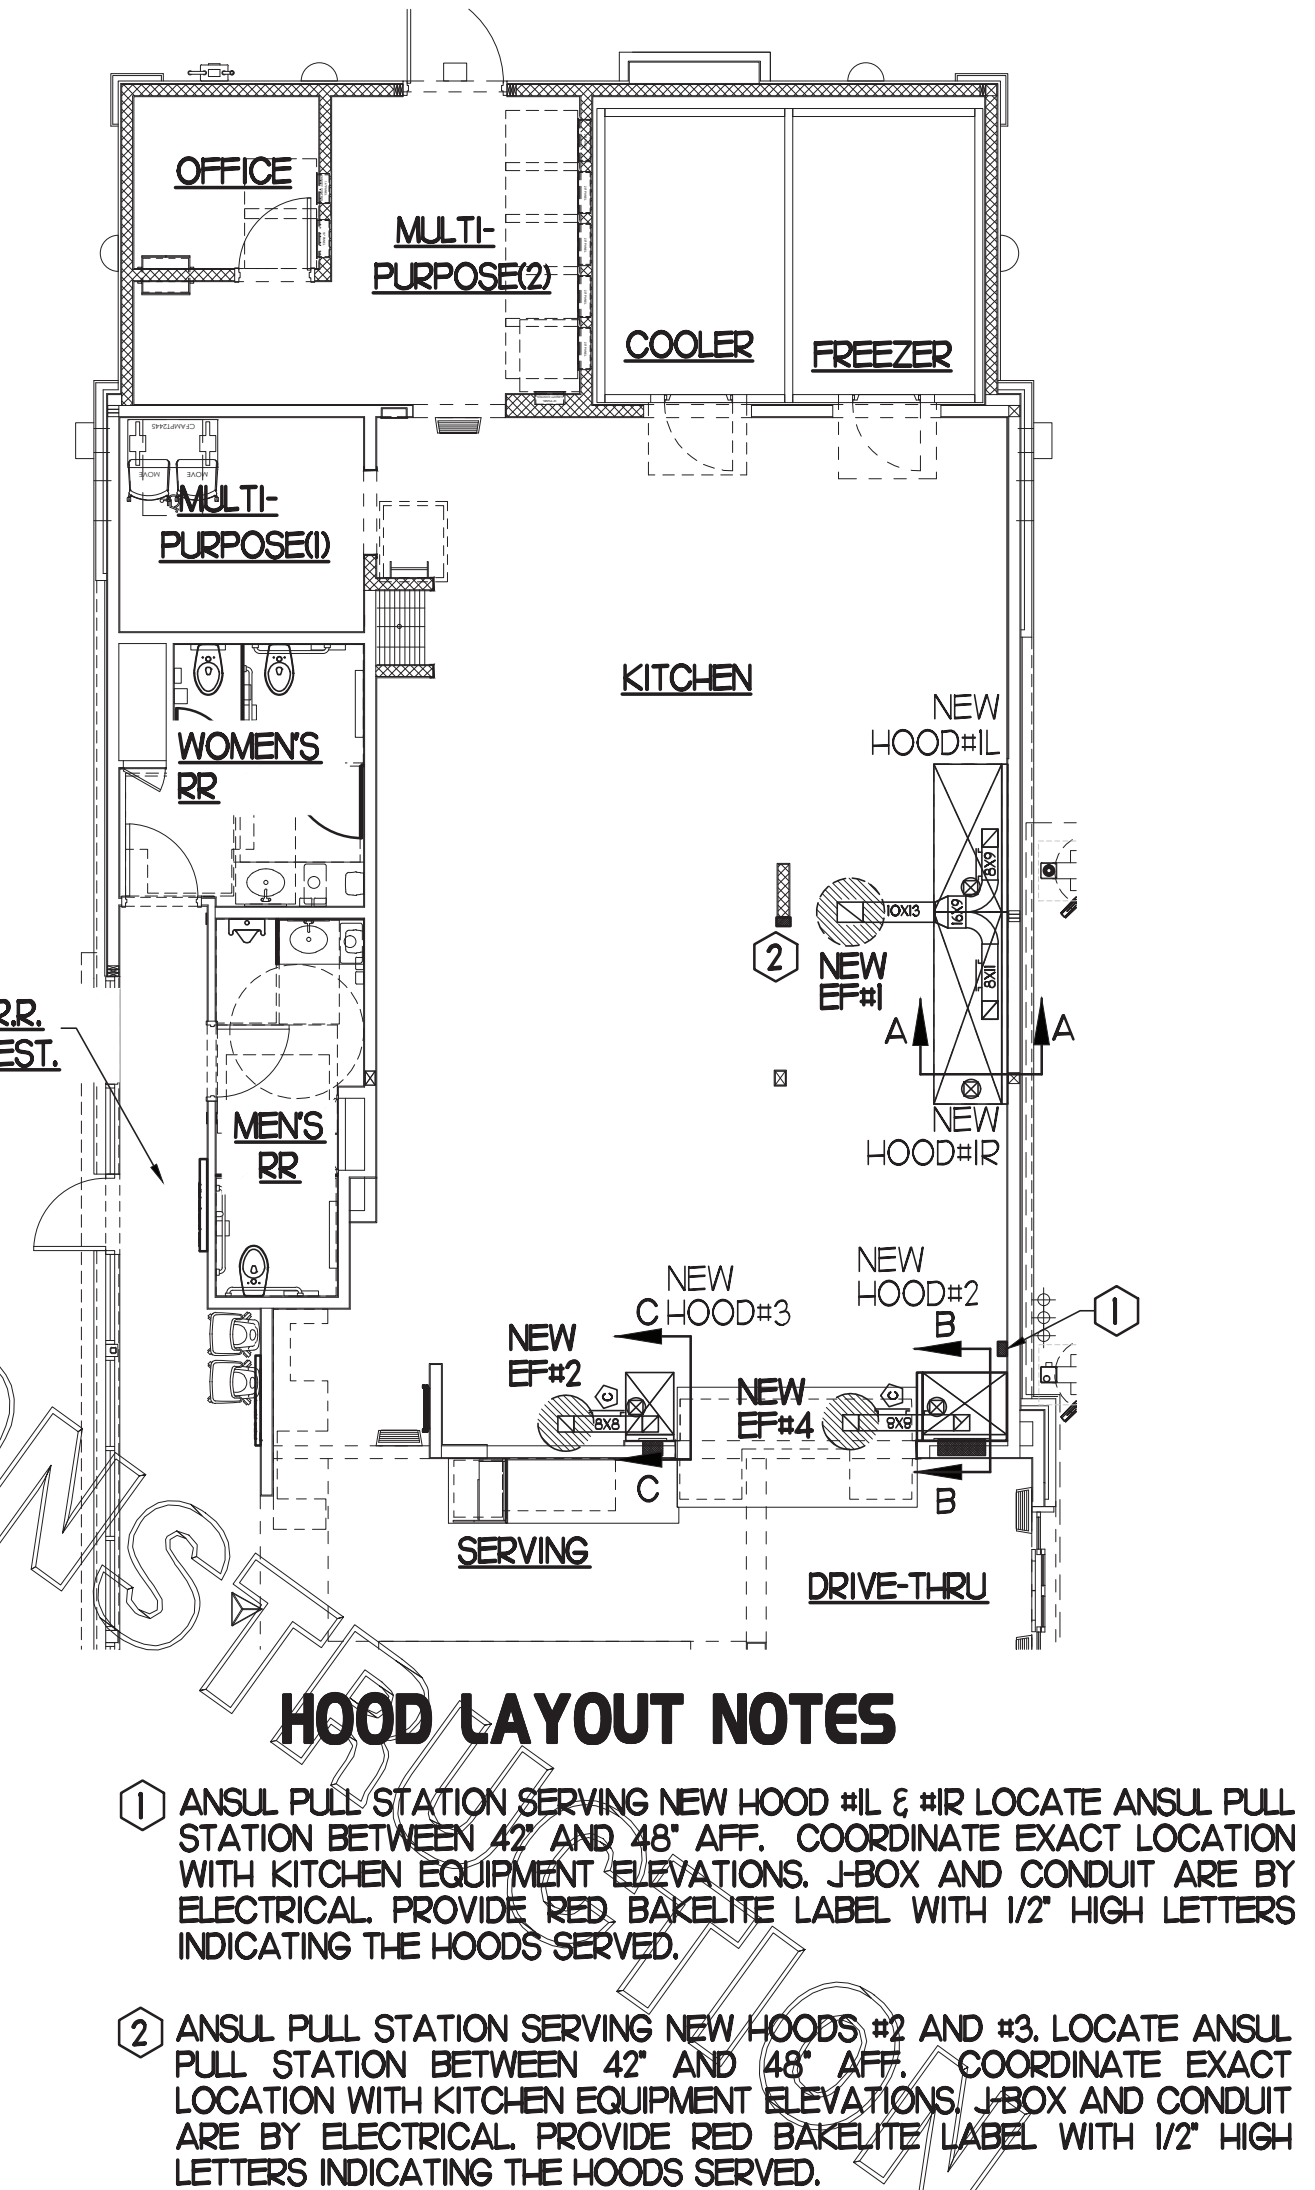 OFFICE
MULTI-
PURPOSE(2)
COOLER
FREEZER
CFAMPT244S
MOVE
MOVE
MULTI-
PURPOSE(1)
KITCHEN
NEW
HOOD#1L
WOMEN'S
RR
8X9
10X13
16X9
2
NEW
EF#1
8X11
R.R.
EST.
A
A
MEN'S
RR
NEW
HOOD#1R
NEW
HOOD#2
NEW
HOOD#3
C
1
B
NEW
EF#2
C
8X8
NEW
EF#4
C
8X8
C
B
SERVING
DRIVE-THRU
HOOD LAYOUT NOTES
1 ANSUL PULL STATION SERVING NEW HOOD #1L & #1R LOCATE ANSUL PULL
STATION BETWEEN 42" AND 48" AFF. COORDINATE EXACT LOCATION
WITH KITCHEN EQUIPMENT ELEVATIONS. J-BOX AND CONDUIT ARE BY
ELECTRICAL. PROVIDE RED BAKELITE LABEL WITH 1/2" HIGH LETTERS
INDICATING THE HOODS SERVED.
2 ANSUL PULL STATION SERVING NEW HOODS #2 AND #3. LOCATE ANSUL
PULL STATION BETWEEN 42" AND 48" AFF. COORDINATE EXACT
LOCATION WITH KITCHEN EQUIPMENT ELEVATIONS. J-BOX AND CONDUIT
ARE BY ELECTRICAL. PROVIDE RED BAKELITE LABEL WITH 1/2" HIGH
LETTERS INDICATING THE HOODS SERVED.
ONSTRUCTION